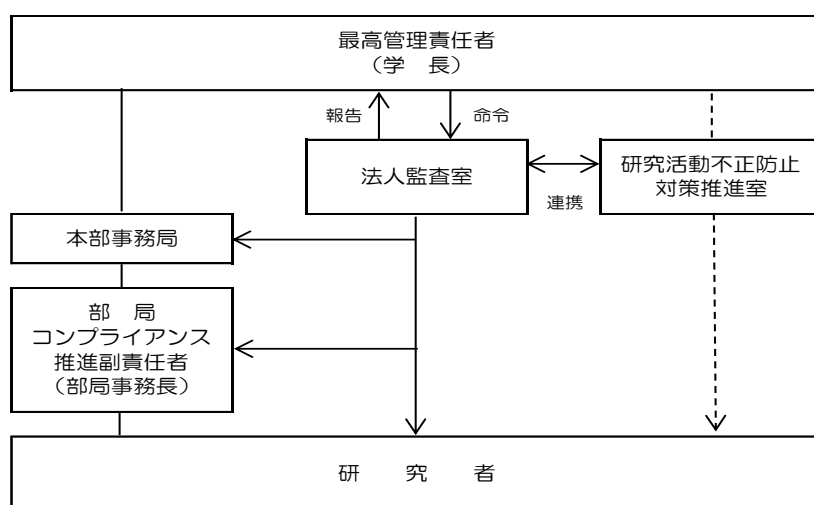 最高管理責任者
（学　長）
報告
命令
法人監査室
連携
研究活動不正防止
対策推進室
本部事務局
部　局
コンプライアンス
推進副責任者
（部局事務長）
研　究　者